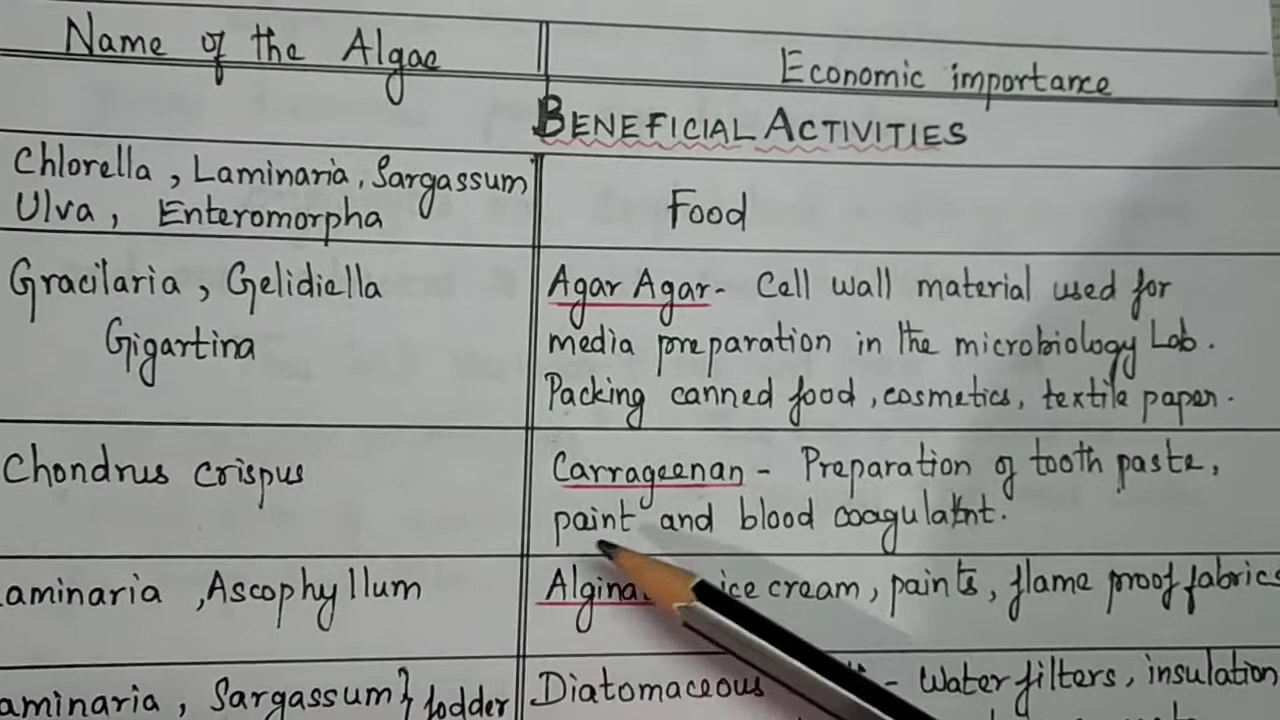 Name of the Algae
Economic importance
BENEFICIAL ACTIVITIES
Chlorella, Laminaria, Sargassum
Ulva, Enteromorpha
Food
Gracilaria, Gelidiella
Gigartina
Agar Agar - Cell wall material used for
media preparation in the microbiology Lab.
Packing canned food, cosmetics, textile paper.
Chondrus crispus
Carrageenan - Preparation of tooth paste,
paint and blood coagulant.
aminaria, Ascophyllum
Algina ice cream, paints, flame proof fabrics
aminaria, Sargassum} fodder
Diatomaceous - Water filters, insulation